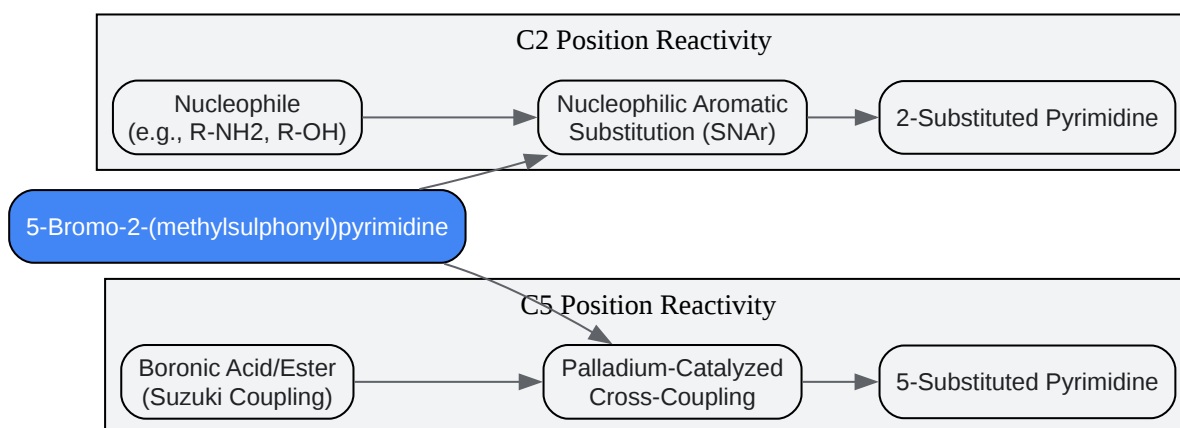 C2 Position Reactivity
Nucleophile
(e.g., R-NH2, R-OH)
Nucleophilic Aromatic
Substitution (SNAr)
2-Substituted Pyrimidine
5-Bromo-2-(methylsulphonyl)pyrimidine
C5 Position Reactivity
Boronic Acid/Ester
(Suzuki Coupling)
Palladium-Catalyzed
Cross-Coupling
5-Substituted Pyrimidine